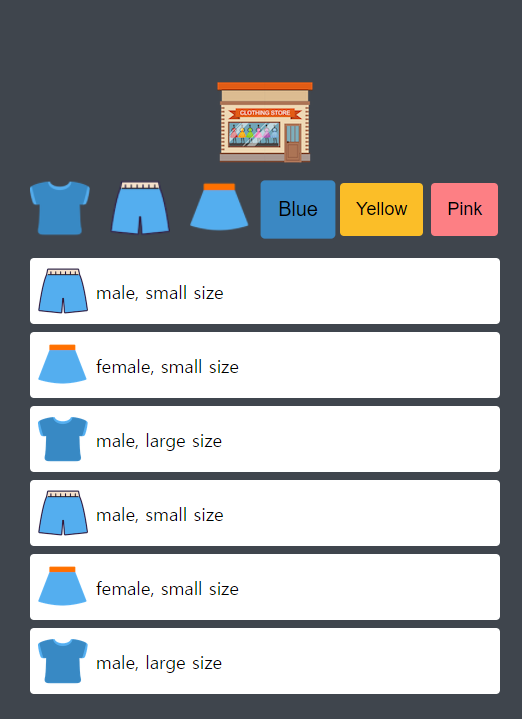 CLOTHING STORE
Blue Yellow Pink
male, small size
female, small size
male, large size
male, small size
female, small size
male, large size